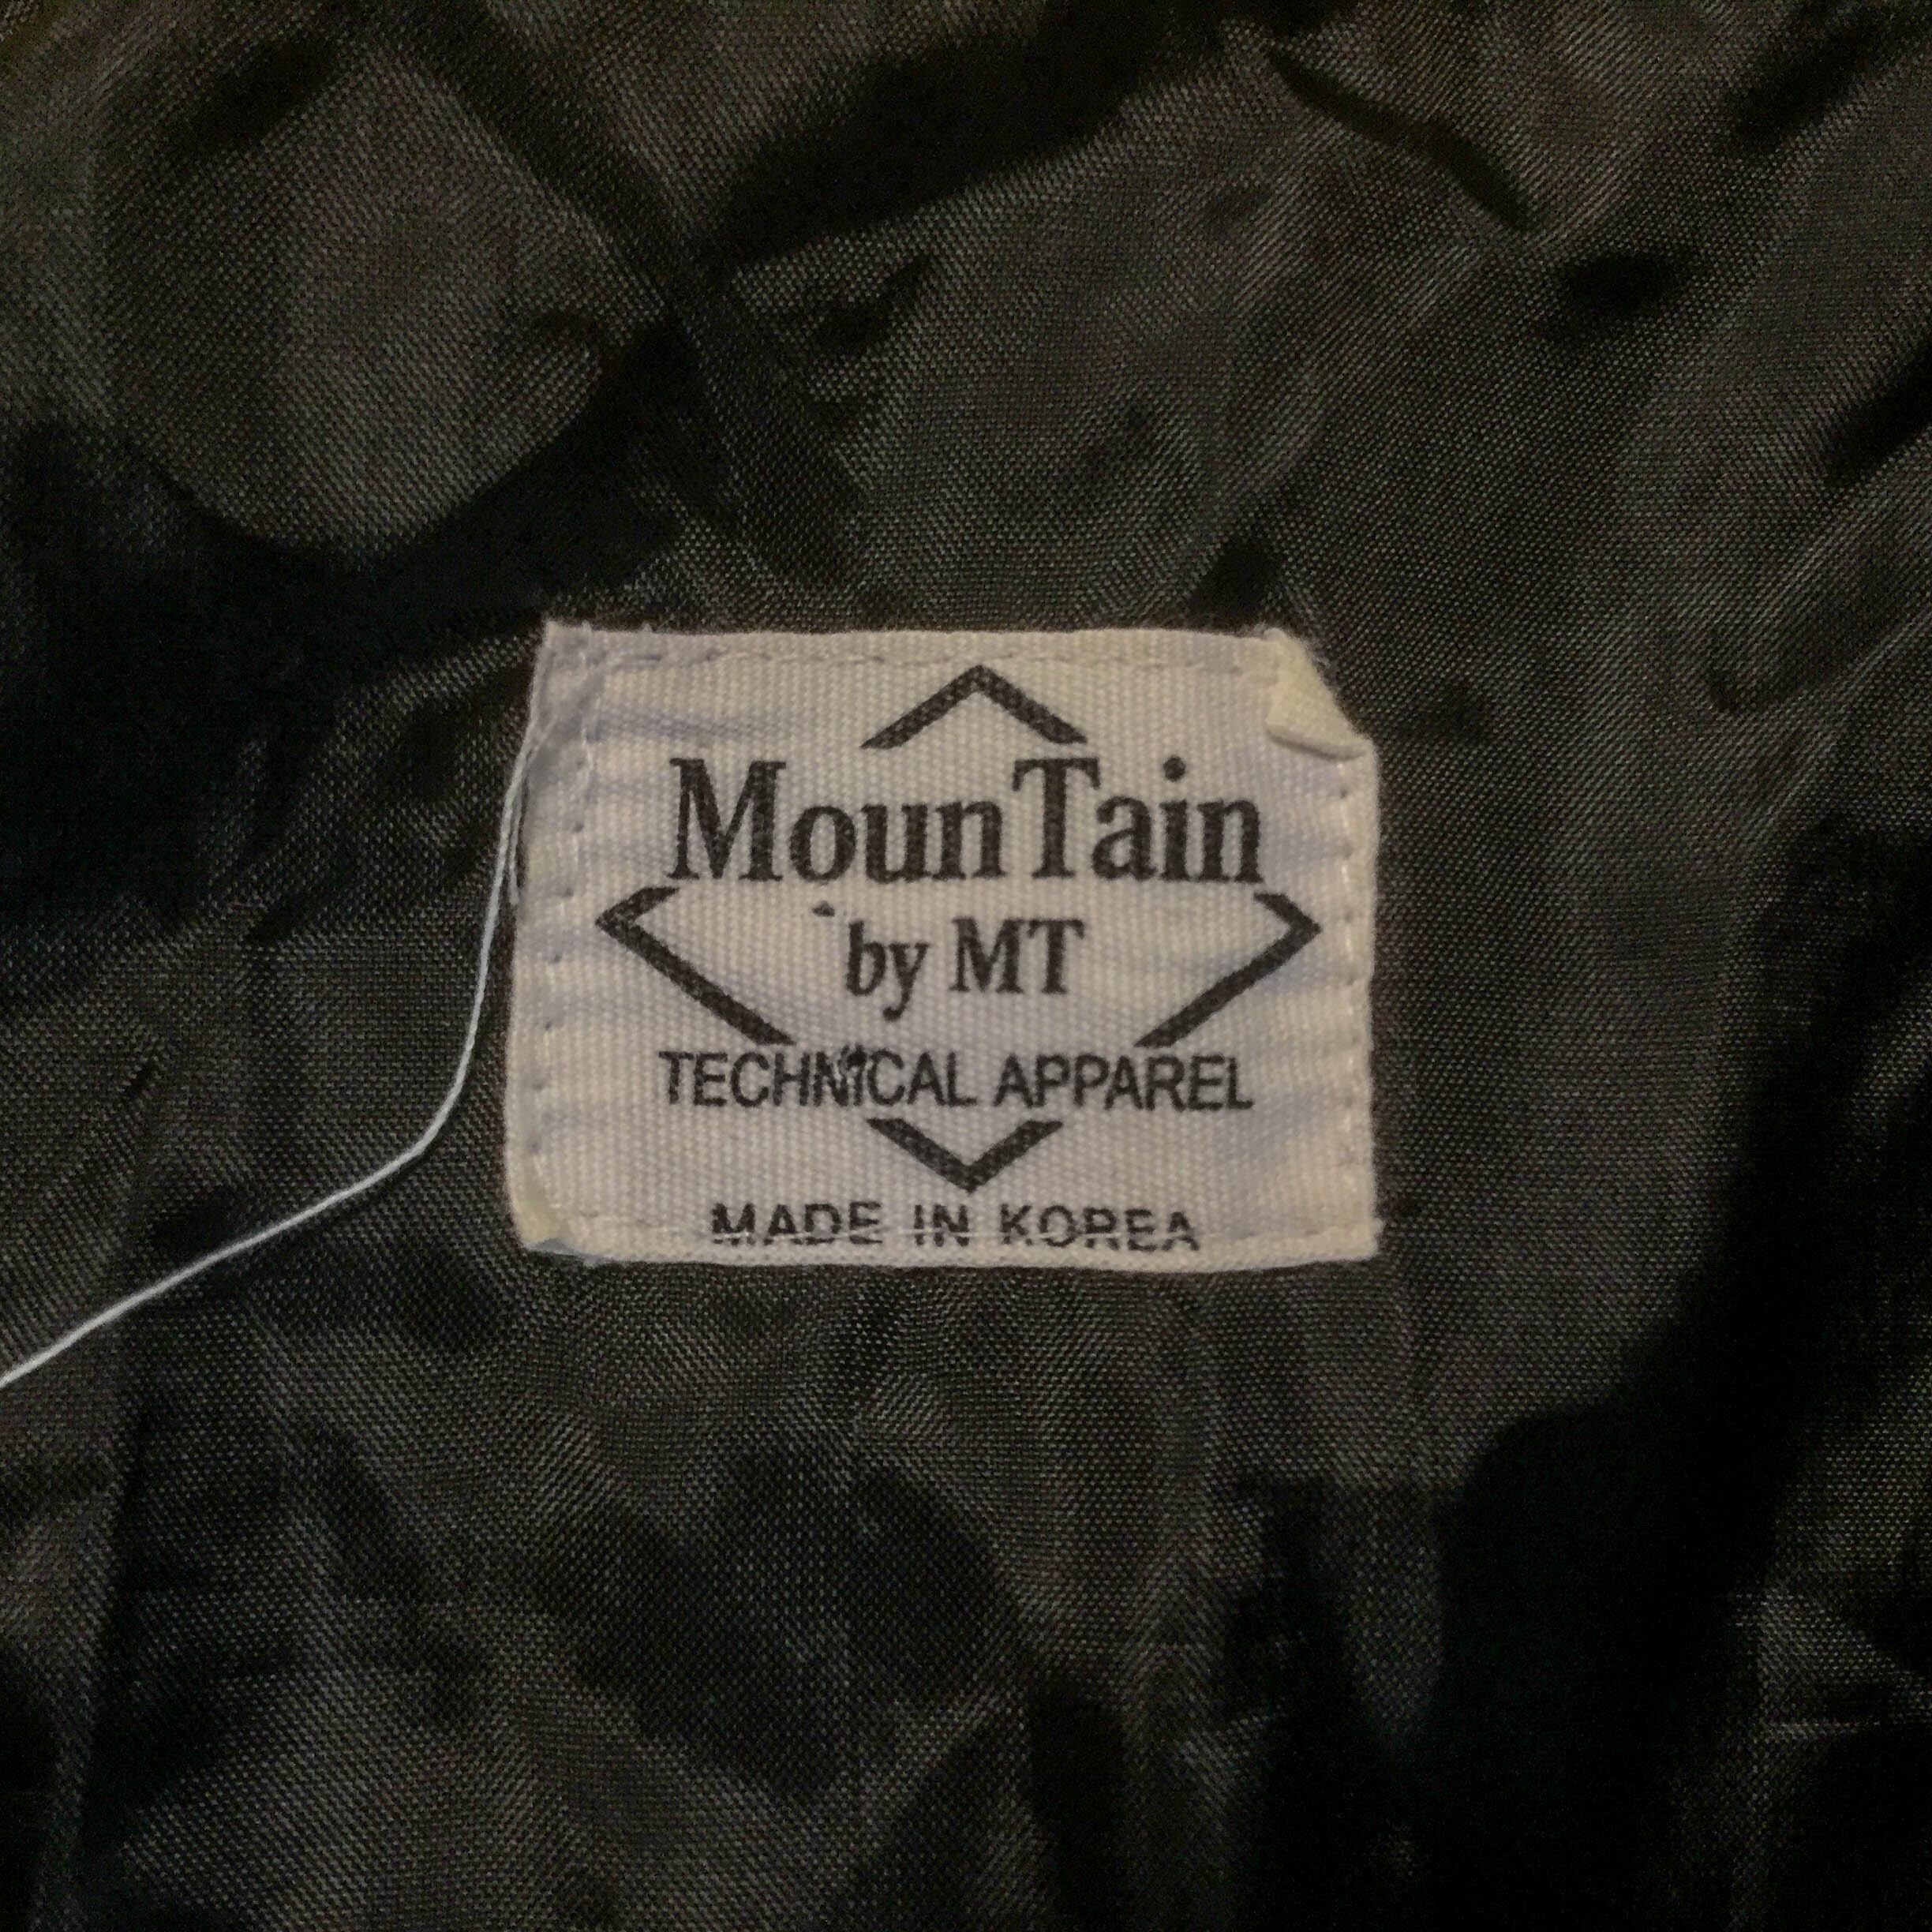 MounTain
by MT
TECHNICAL APPAREL
MADE IN KOREA